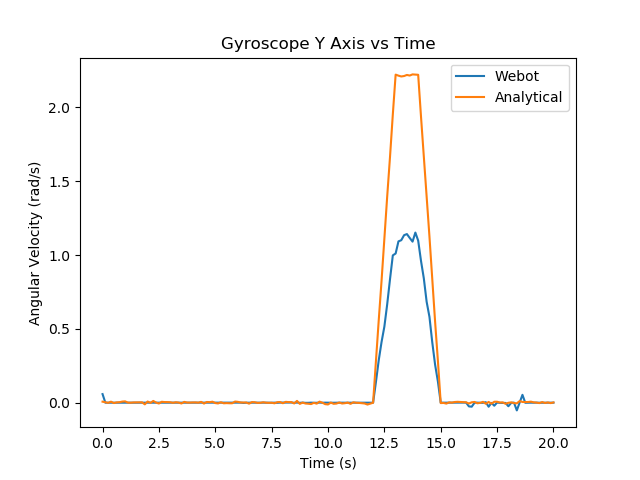 Gyroscope Y Axis vs Time
Webot
Analytical
2.0
1.5
1.0
0.5
0.0
Angular Velocity (rad/s)
0.0 2.5 5.0 7.5 10.0 12.5 15.0 17.5 20.0
Time (s)